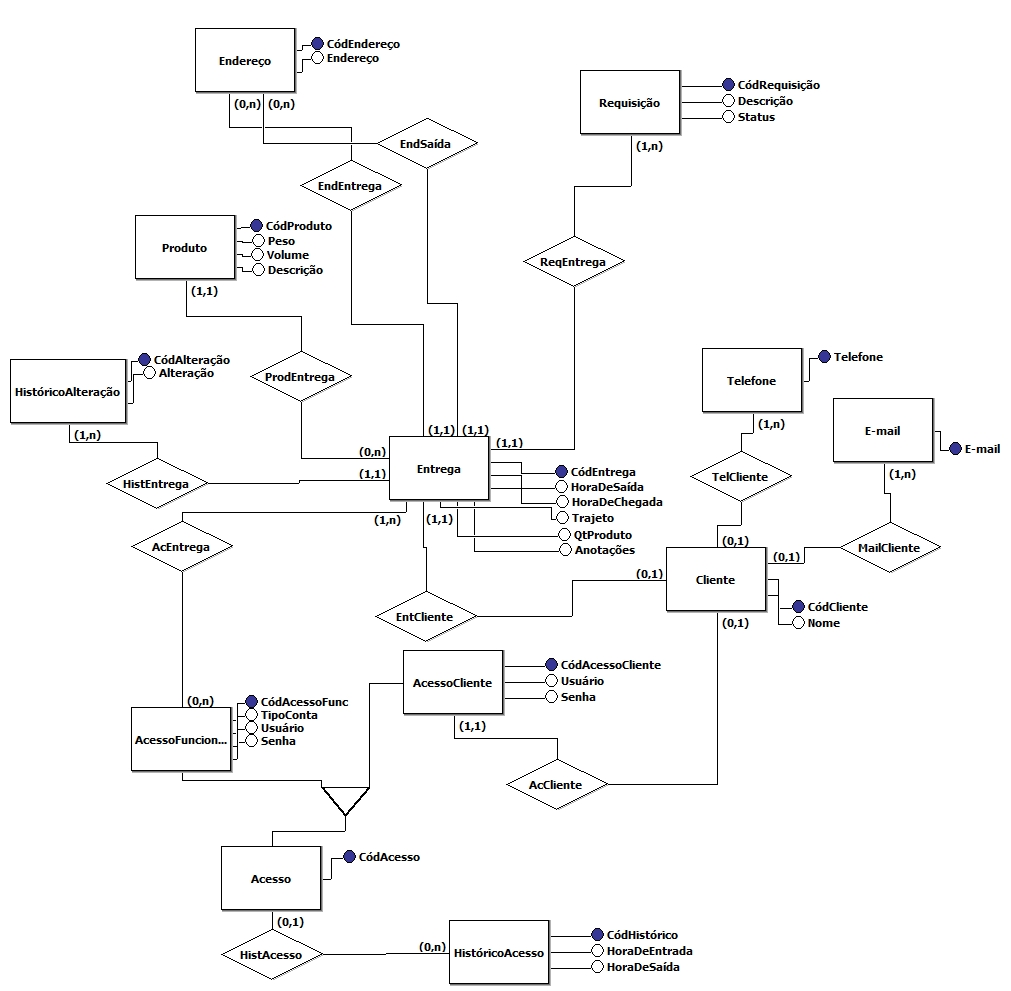 Endereço
CódEndereço
Endereço
(0,n)
(0,n)
Requisição
CódRequisição
Descrição
Status
(1,n)
EndSaída
EndEntrega
Produto
CódProduto
Peso
Volume
Descrição
(1,1)
ReqEntrega
HistóricoAlteração
CódAlteração
Alteração
(1,n)
ProdEntrega
Telefone
Telefone
(1,n)
E-mail
E-mail
(1,n)
(1,1)
(1,1)
(1,1)
(0,n)
(1,1)
Entrega
CódEntrega
HoraDeSaída
HoraDeChegada
Trajeto
QtProduto
Anotações
(1,n)
(1,1)
HistEntrega
TelCliente
AcEntrega
MailCliente
(0,1)
(0,1)
(0,1)
Cliente
CódCliente
Nome
(0,1)
EntCliente
AcessoCliente
CódAcessoCliente
Usuário
Senha
(1,1)
(0,n)
AcessoFuncion...
CódAcessoFunc
TipoConta
Usuário
Senha
AcCliente
Acesso
CódAcesso
(0,1)
HistAcesso
(0,n)
HistóricoAcesso
CódHistórico
HoraDeEntrada
HoraDeSaída